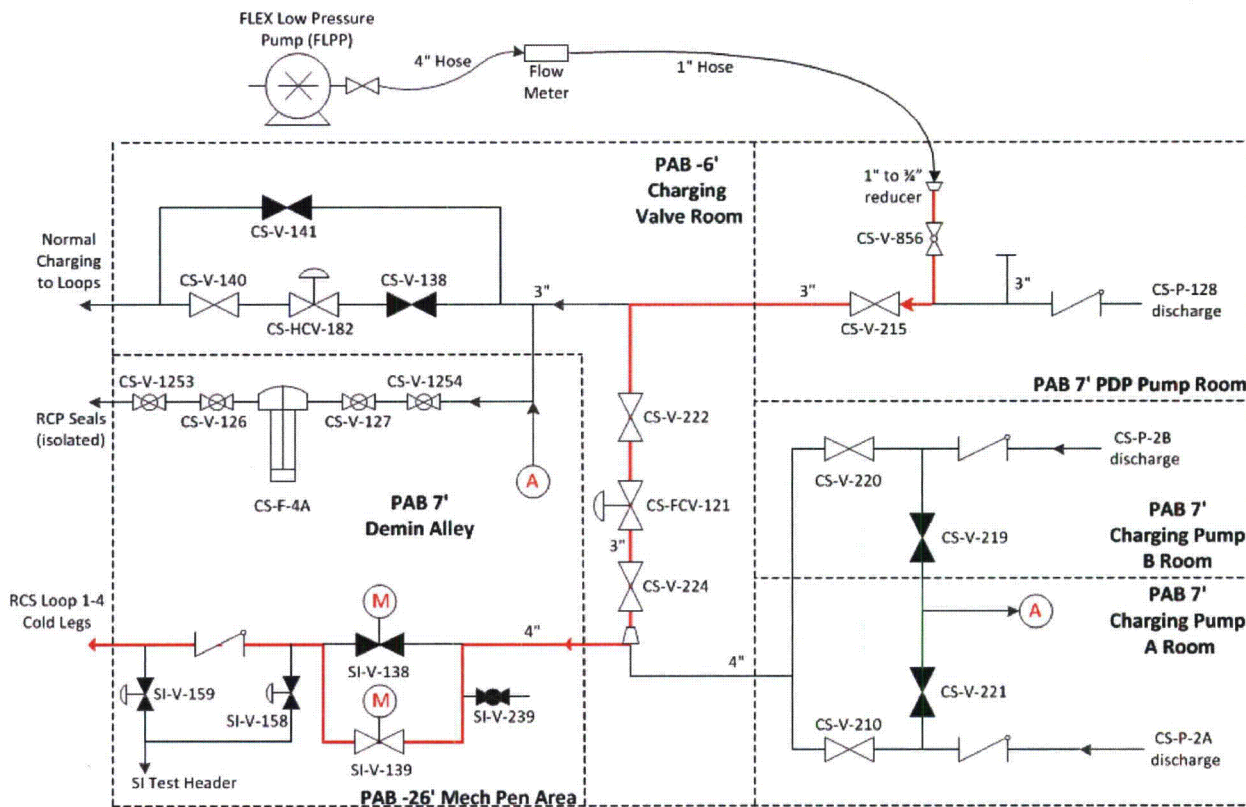 FLEX Low Pressure
Pump (FLPP)
4" Hose
Flow
Meter
1" Hose
PAB -6'
Charging
Valve Room
1" to ¾"
reducer
CS-V-856
CS-V-141
Normal
Charging
to Loops
CS-V-140
CS-V-138
CS-HCV-182
3"
3"
CS-V-215
3"
CS-P-128
discharge
PAB 7' PDP Pump Room
CS-V-1253
CS-V-1254
CS-V-126
CS-V-127
RCP Seals
(isolated)
CS-F-4A
A
PAB 7'
Demin Alley
CS-V-222
CS-FCV-121
3"
CS-V-224
CS-V-220
CS-P-2B
discharge
CS-V-219
PAB 7'
Charging Pump
B Room
PAB 7'
Charging Pump
A Room
A
CS-V-221
CS-V-210
CS-P-2A
discharge
4"
RCS Loop 1-4
Cold Legs
M
4"
SI-V-138
SI-V-159
SI-V-158
M
SI-V-239
SI-V-139
SI Test Header
PAB -26' Mech Pen Area